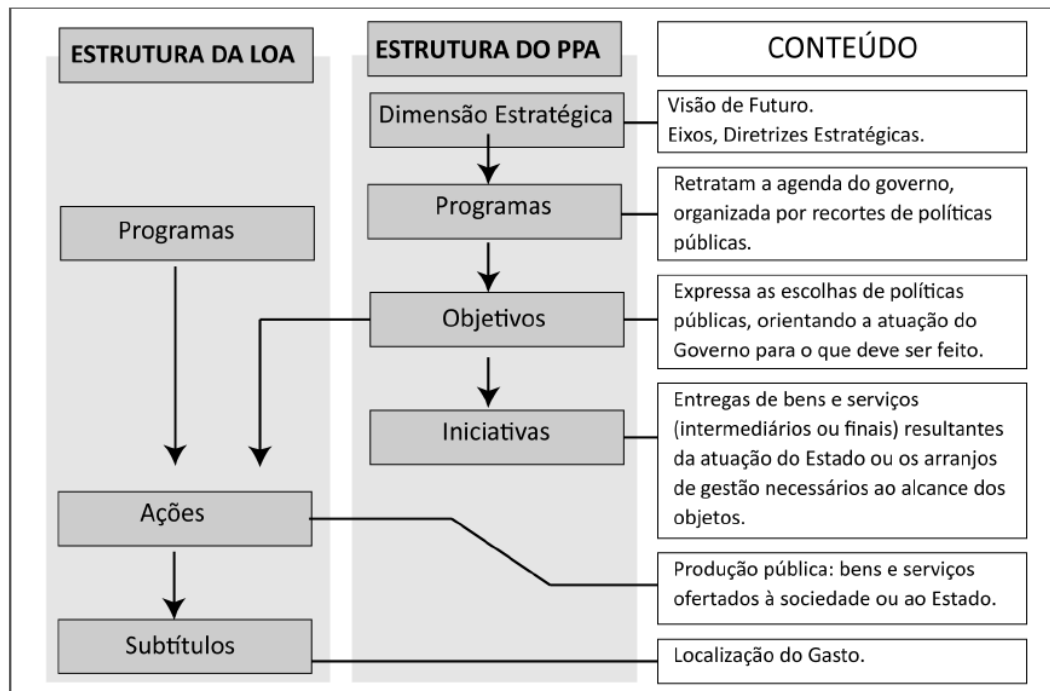 ESTRUTURA DA LOA
ESTRUTURA DO PPA
CONTEÚDO
Dimensão Estratégica
Visão de Futuro.
Eixos, Diretrizes Estratégicas.
Programas
Programas
Retratam a agenda do governo,
organizada por recortes de políticas
públicas.
Objetivos
Expressa as escolhas de políticas
públicas, orientando a atuação do
Governo para o que deve ser feito.
Iniciativas
Entregas de bens e serviços
(intermediários ou finais) resultantes
da atuação do Estado ou os arranjos
de gestão necessários ao alcance dos
objetos.
Ações
Produção pública: bens e serviços
ofertados à sociedade ou ao Estado.
Subtítulos
Localização do Gasto.